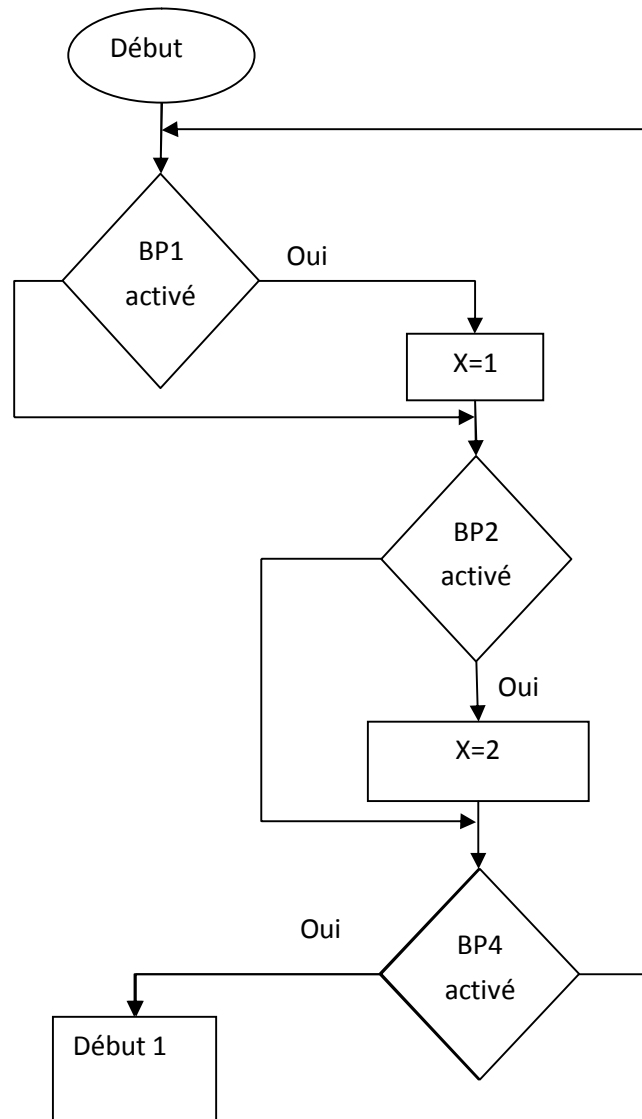 Début
BP1
activé
Oui
X=1
BP2
activé
Oui
X=2
Oui
BP4
activé
Début 1